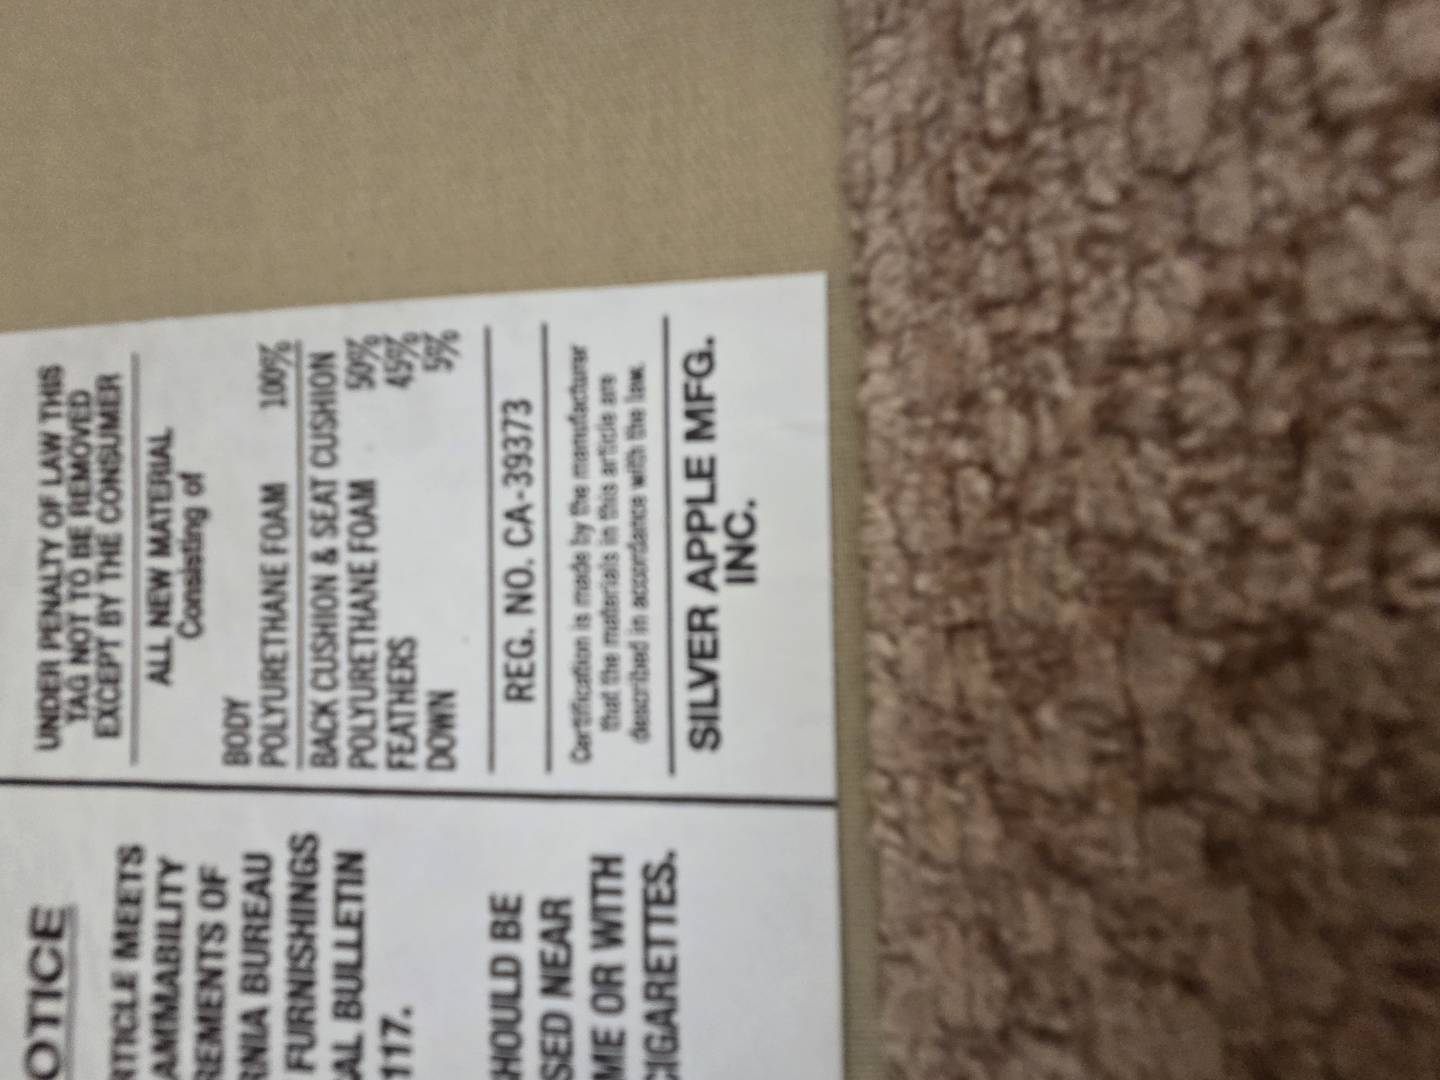 UNDER PENALTY OF LAW THIS
TAG NOT TO BE REMOVED
EXCEPT BY THE CONSUMER
ALL NEW MATERIAL
Consisting of
BODY
POLYURETHANE FOAM 100%
BACK CUSHION & SEAT CUSHION
POLYURETHANE FOAM 50%
FEATHERS 45%
DOWN 5%
REG. NO. CA-39373
Certification is made by the manufacturer
that the materials in this article are
described in accordance with the law.
SILVER APPLE MFG.
INC.
OTICE
RTICLE MEETS
AMMABILITY
REMENTS OF
RNIA BUREAU
FURNISHINGS
AL BULLETIN
117.
HOULD BE
SED NEAR
ME OR WITH
CIGARETTES.